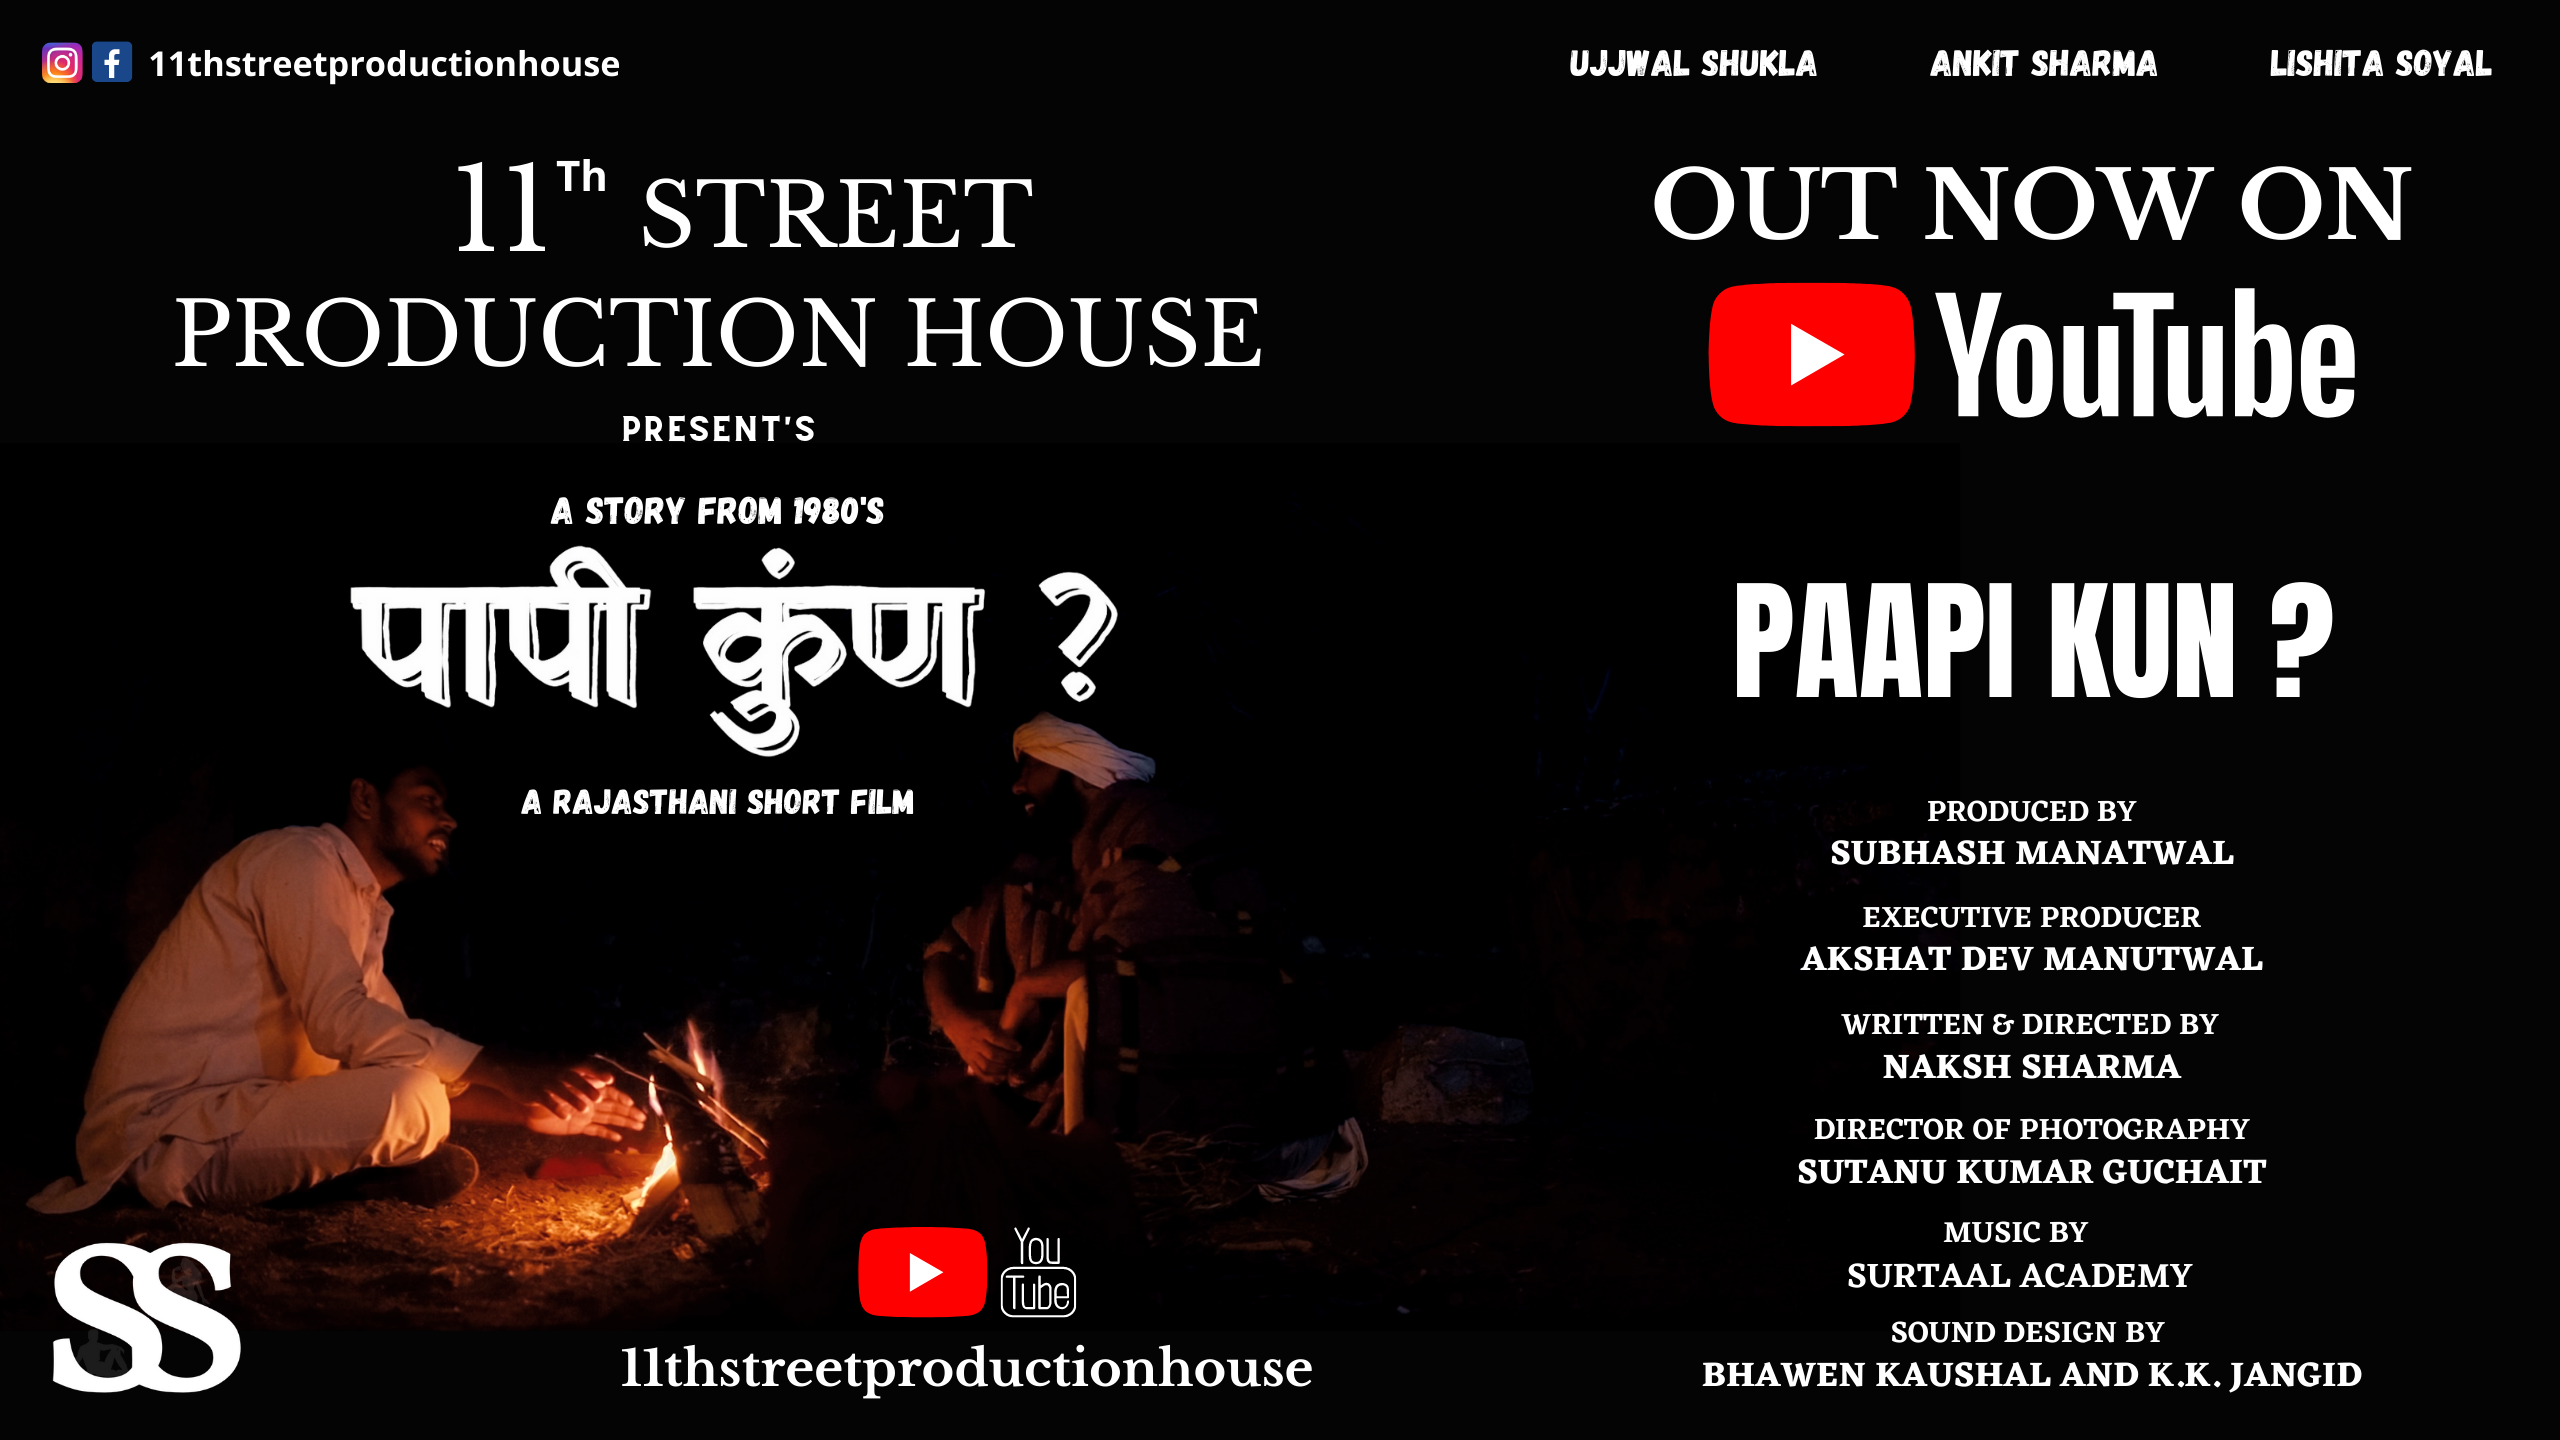 11thstreetproductionhouse
UJJWAL SHUKLA ANKIT SHARMA LISHITA SOYAL
11Th STREET
PRODUCTION HOUSE
PRESENT'S
A STORY FROM 1980'S
पापी कुंण ?
A RAJASTHANI SHORT FILM
OUT NOW ON
YouTube
PAAPI KUN ?
PRODUCED BY
SUBHASH MANATWAL
EXECUTIVE PRODUCER
AKSHAT DEV MANUTWAL
WRITTEN & DIRECTED BY
NAKSH SHARMA
DIRECTOR OF PHOTOGRAPHY
SUTANU KUMAR GUCHAIT
MUSIC BY
SURTAAL ACADEMY
SOUND DESIGN BY
BHAWEN KAUSHAL AND K.K. JANGID
SS
You
Tube
11thstreetproductionhouse